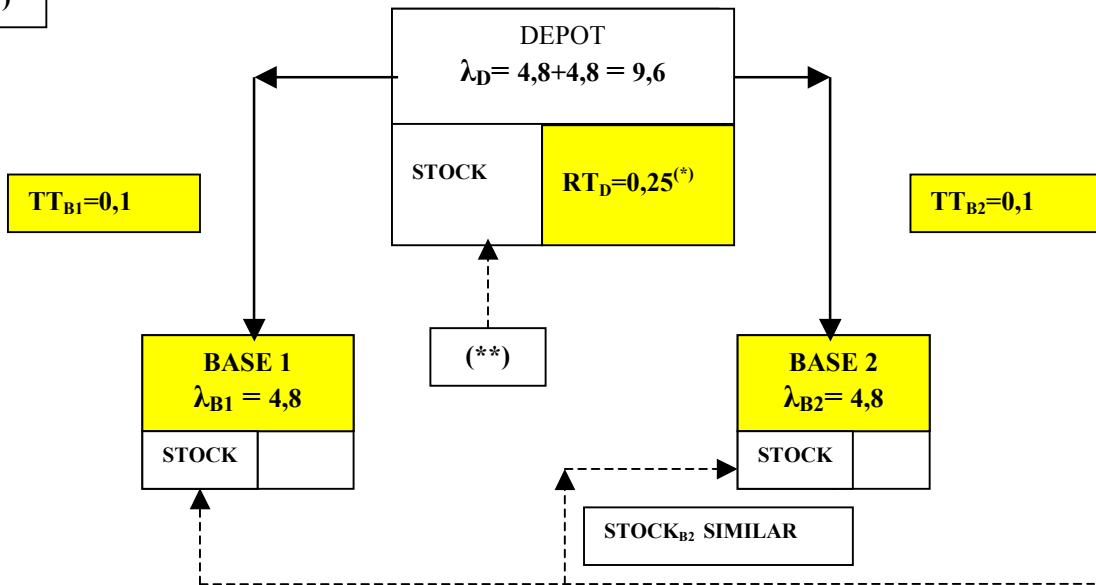 )
DEPOT
λD= 4,8+4,8 = 9,6
STOCK
RTD=0,25(*)
TTB1=0,1
TTB2=0,1
(**)
BASE 1
λB1 = 4,8
STOCK
BASE 2
λB2= 4,8
STOCK
STOCKB2 SIMILAR